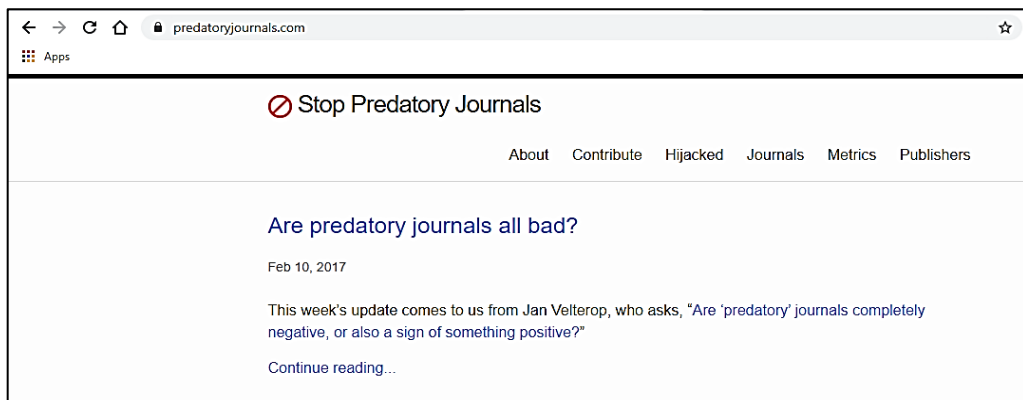 predatoryjournals.com
Apps
Stop Predatory Journals
About Contribute Hijacked Journals Metrics Publishers
Are predatory journals all bad?
Feb 10, 2017
This week's update comes to us from Jan Velterop, who asks, “Are ‘predatory’ journals completely
negative, or also a sign of something positive?”
Continue reading...